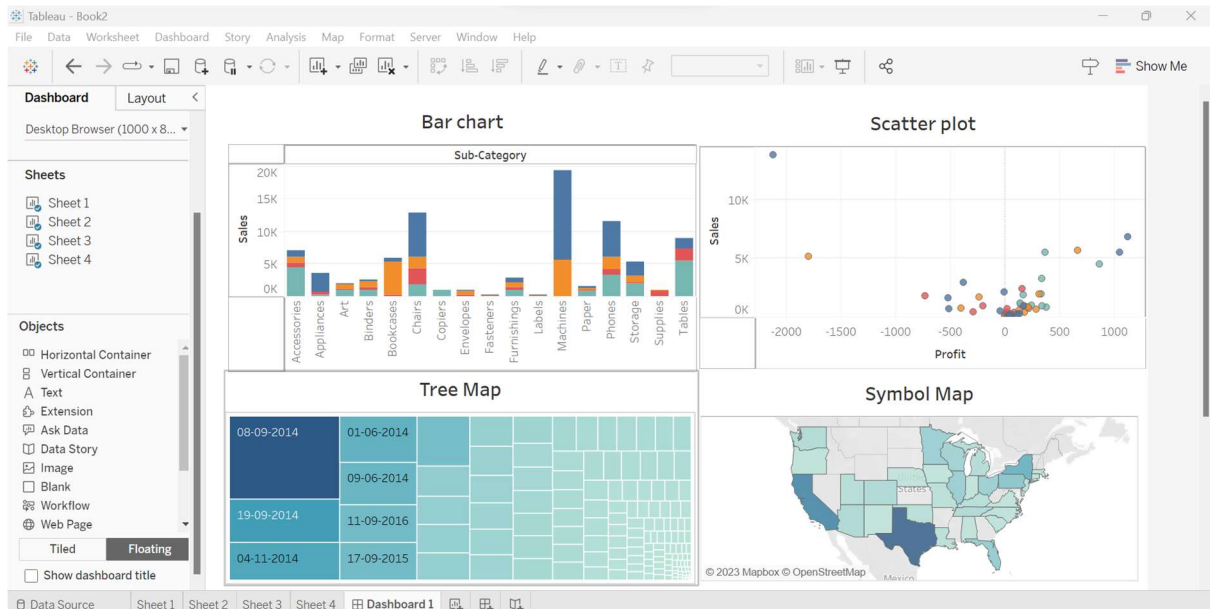 Tableau - Book2
File Data Worksheet Dashboard Story Analysis Map Format Server Window Help
Show Me
Dashboard Layout
Desktop Browser (1000 x 8...
Sheets
Sheet 1
Sheet 2
Sheet 3
Sheet 4
Objects
Horizontal Container
Vertical Container
Text
Extension
Ask Data
Data Story
Image
Blank
Workflow
Web Page
Tiled Floating
Show dashboard title
Bar chart
Sub-Category
Sales
20K
15K
10K
5K
0K
Accessories
Appliances
Art
Binders
Bookcases
Chairs
Copiers
Envelopes
Fasteners
Furnishings
Labels
Machines
Paper
Phones
Storage
Supplies
Tables
Scatter plot
Sales
10K
5K
0K
-2000 -1500 -1000 -500 0 500 1000
Profit
Tree Map
08-09-2014
19-09-2014
04-11-2014
01-06-2014
09-06-2014
11-09-2016
17-09-2015
Symbol Map
States
Mexico
© 2023 Mapbox © OpenStreetMap
Data Source Sheet 1 Sheet 2 Sheet 3 Sheet 4 Dashboard 1